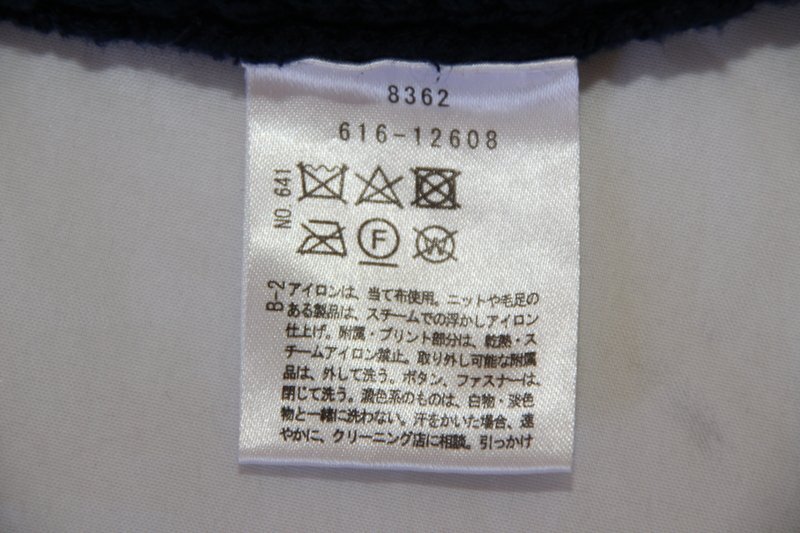 8362
616-12608
NO 641
F
W
B-2
アイロンは、当て布使用。ニットや毛足の
ある製品は、スチームでの浮かしアイロン
仕上げ。附属・プリント部分は、乾熱・ス
チームアイロン禁止。取り外し可能な附属
品は、外して洗う。ボタン、ファスナーは、
閉じて洗う。濃色系のものは、白物・淡色
物と一緒に洗わない。汗をかいた場合、速
やかに、クリーニング店に相談。引っかけ